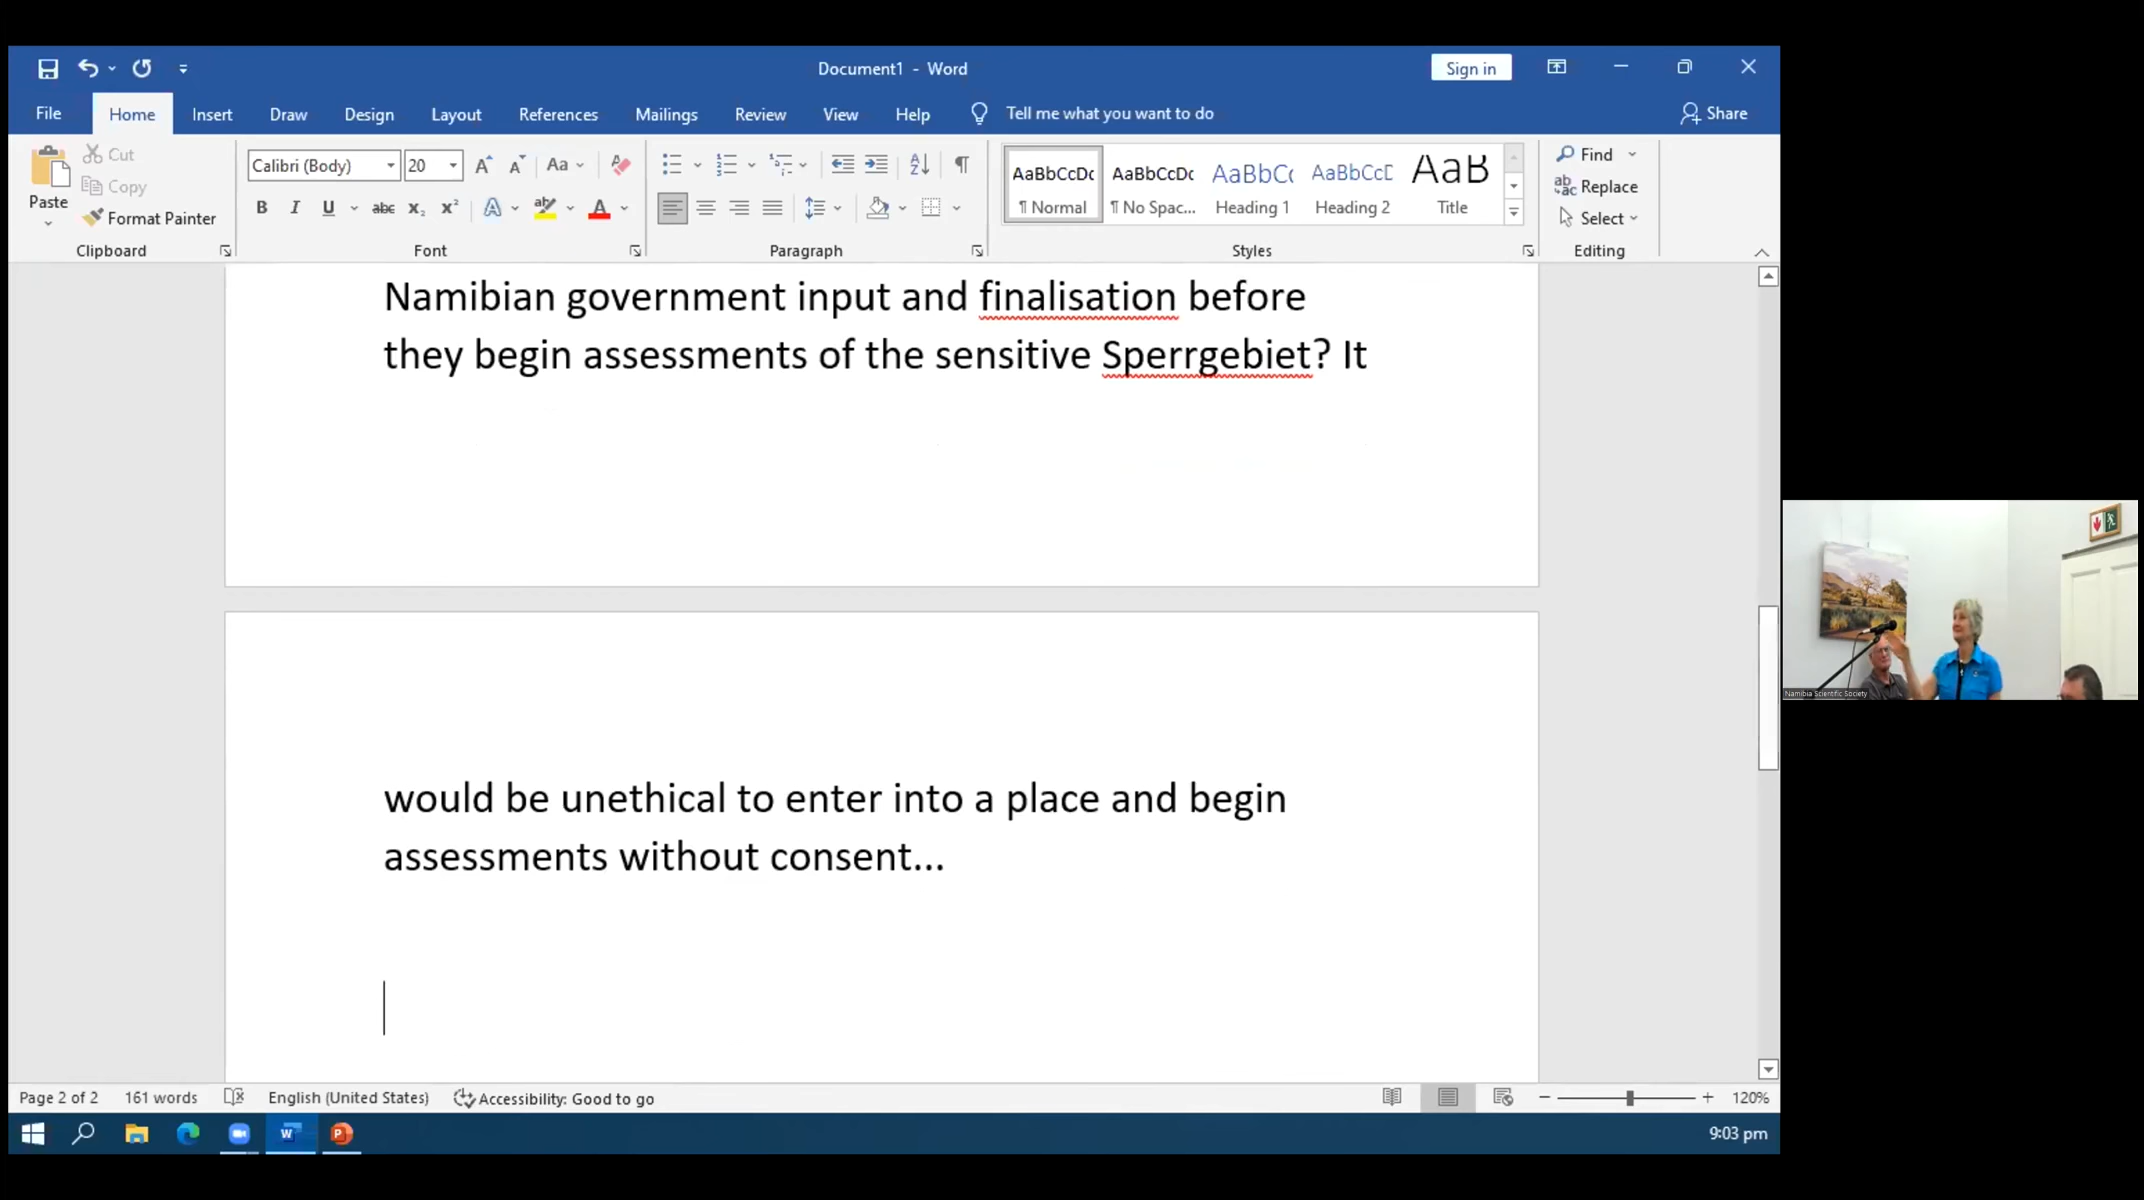 Document1 - Word
Sign in
File Home Insert Draw Design Layout References Mailings Review View Help Tell me what you want to do Share
Paste
Cut
Copy
Format Painter
Clipboard
Calibri (Body) 20
Font
Paragraph
AaBbCcDc AaBbCcDc AaBbCc AaBbCcD AaB
¶ Normal ¶ No Spac... Heading 1 Heading 2 Title
Styles
Find
Replace
Select
Editing
Namibian government input and finalisation before
they begin assessments of the sensitive Sperrgebiet? It
would be unethical to enter into a place and begin
assessments without consent...
Page 2 of 2 161 words English (United States) Accessibility: Good to go 120%
9:03 pm
Namibia Scientific Society